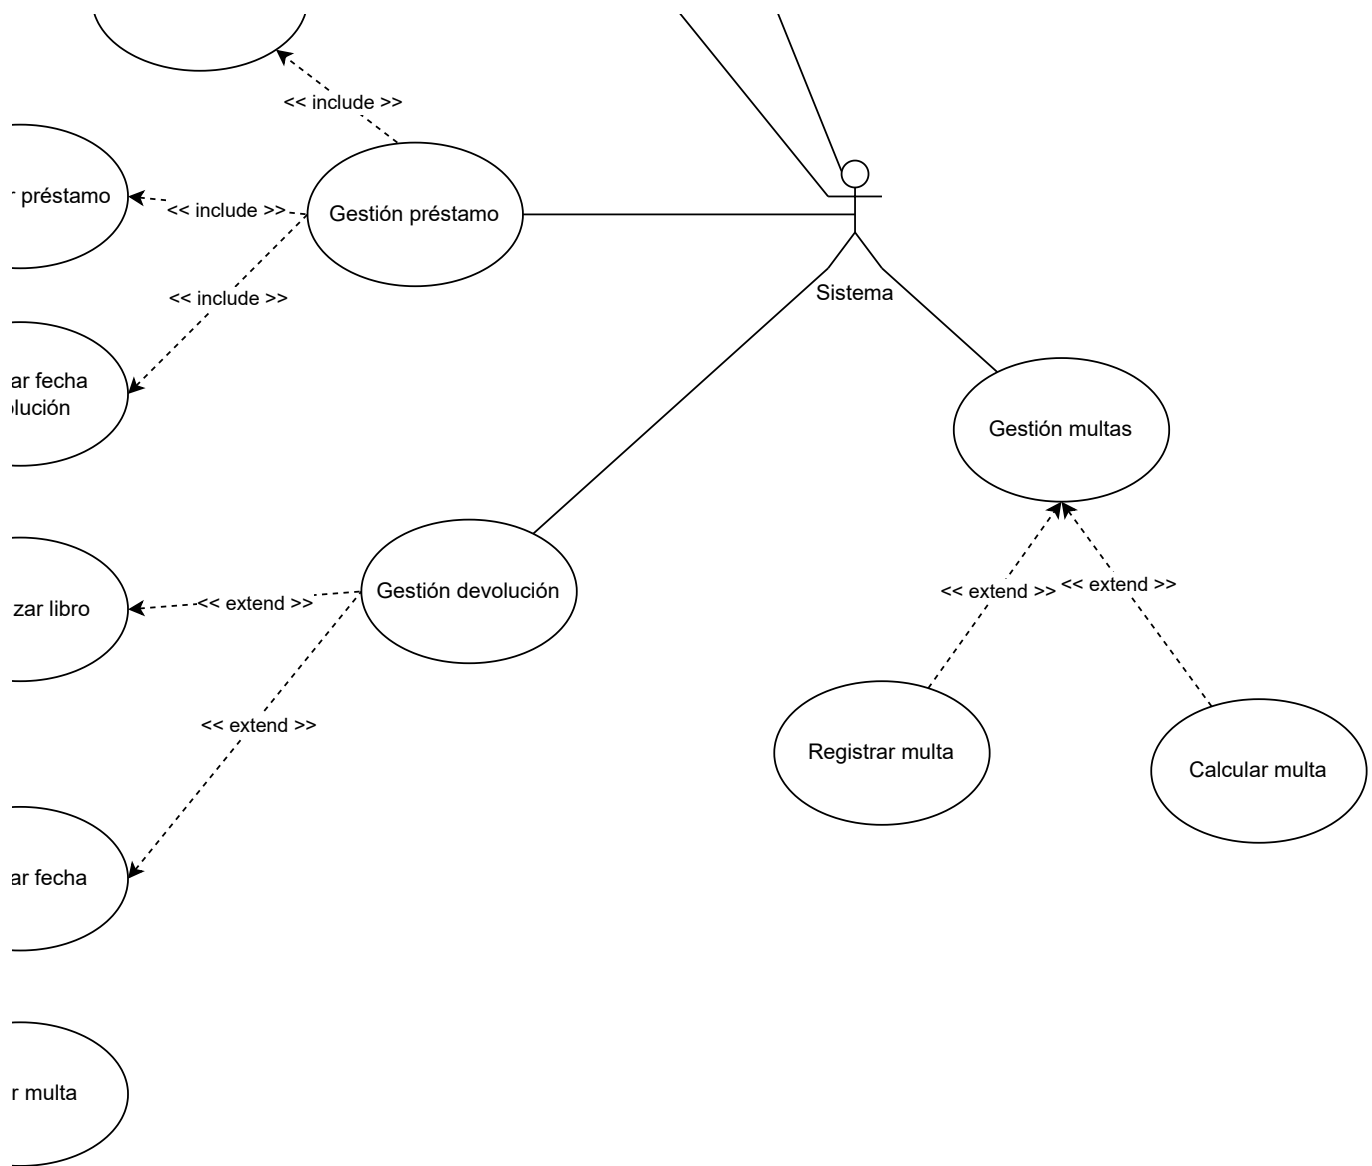 << include >>
r préstamo
<< include >>
Gestión préstamo
<< include >>
Sistema
ar fecha
olución
Gestión multas
zar libro
<< extend >>
Gestión devolución
<< extend >>
<< extend >>
<< extend >>
Registrar multa
Calcular multa
ar fecha
r multa